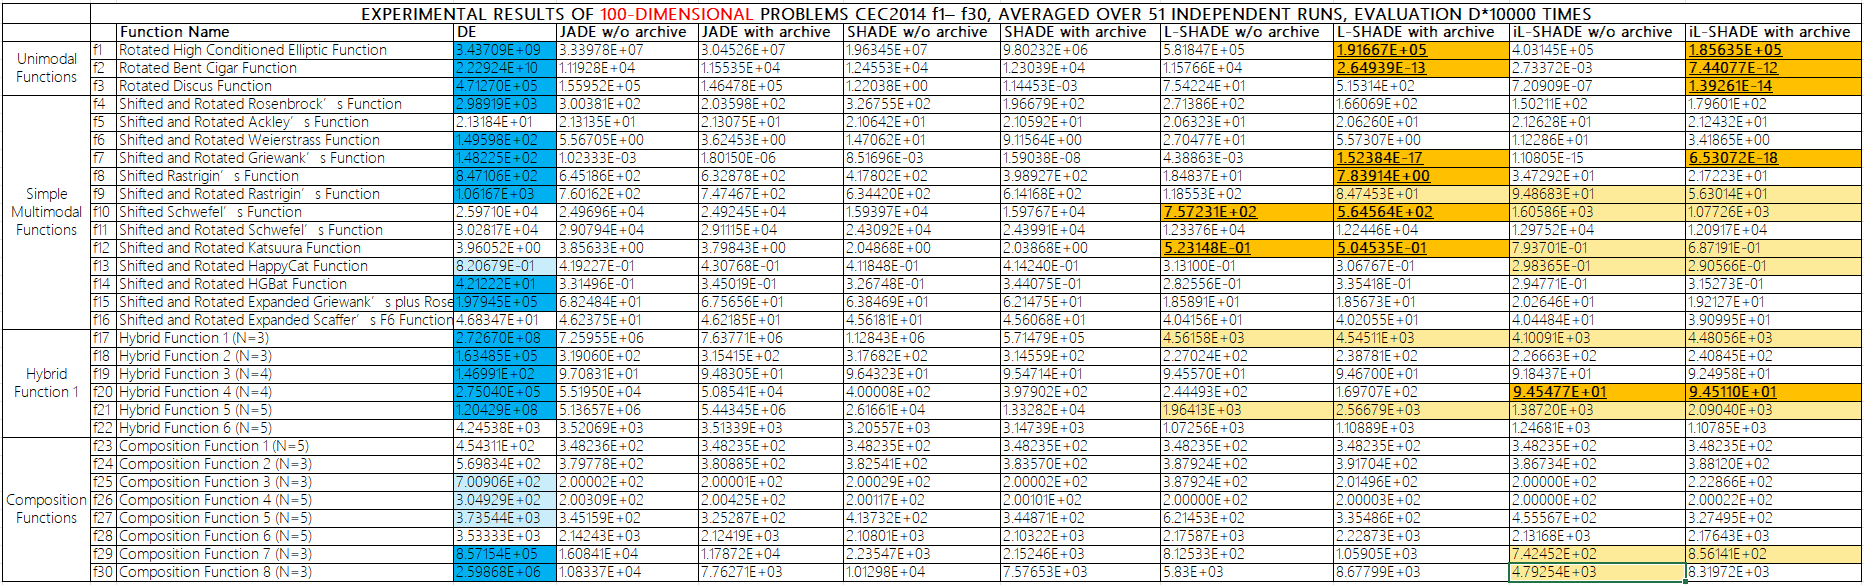 EXPERIMENTAL RESULTS OF 100-DIMENSIONAL PROBLEMS CEC2014 f1– f30, AVERAGED OVER 51 INDEPENDENT RUNS, EVALUATION D*10000 TIMES
Function Name DE JADE w/o archive JADE with archive SHADE w/o archive SHADE with archive L-SHADE w/o archive L-SHADE with archive iL-SHADE w/o archive iL-SHADE with archive
Unimodal Functions
f1 Rotated High Conditioned Elliptic Function 3.43709E+09 3.33978E+07 3.04526E+07 1.96345E+07 9.80232E+06 5.81847E+05 1.91667E+05 4.03145E+05 1.85635E+05
f2 Rotated Bent Cigar Function 2.22924E+10 1.11928E+04 1.15535E+04 1.24553E+04 1.23039E+04 1.15766E+04 2.64939E-13 2.73372E-03 7.44077E-12
f3 Rotated Discus Function 4.71270E+05 1.55952E+05 1.46478E+05 1.22038E+00 1.14453E-03 7.54224E+01 5.15314E+02 7.20909E-07 1.39261E-14
Simple Multimodal Functions
f4 Shifted and Rotated Rosenbrock’s Function 2.98919E+03 3.00381E+02 2.03598E+02 3.26755E+02 1.96679E+02 2.71386E+02 1.66069E+02 1.50211E+02 1.79601E+02
f5 Shifted and Rotated Ackley’s Function 2.13184E+01 2.13135E+01 2.13075E+01 2.10642E+01 2.10592E+01 2.06323E+01 2.06260E+01 2.12628E+01 2.12432E+01
f6 Shifted and Rotated Weierstrass Function 1.49598E+02 5.56705E+00 3.62453E+00 1.47062E+01 9.11564E+00 2.70477E+01 5.57307E+00 1.12286E+01 3.41865E+00
f7 Shifted and Rotated Griewank’s Function 1.48225E+02 1.02333E-03 1.80150E-06 8.51696E-03 1.59038E-08 4.38863E-03 1.52384E-17 1.10805E-15 6.53072E-18
f8 Shifted Rastrigin’s Function 8.47106E+02 6.45186E+02 6.32878E+02 4.17802E+02 3.98927E+02 1.84837E+01 7.83914E+00 3.47292E+01 2.17223E+01
f9 Shifted and Rotated Rastrigin’s Function 1.06167E+03 7.60162E+02 7.47467E+02 6.34420E+02 6.14168E+02 1.18553E+02 8.47453E+01 9.48683E+01 5.63014E+01
f10 Shifted Schwefel’s Function 2.59710E+04 2.49696E+04 2.49245E+04 1.59397E+04 1.59767E+04 7.57231E+02 5.64564E+02 1.60586E+03 1.07726E+03
f11 Shifted and Rotated Schwefel’s Function 3.02817E+04 2.90794E+04 2.91115E+04 2.43092E+04 2.43991E+04 1.23376E+04 1.22446E+04 1.29752E+04 1.20917E+04
f12 Shifted and Rotated Katsuura Function 3.96052E+00 3.85633E+00 3.79843E+00 2.04868E+00 2.03868E+00 5.23148E-01 5.04535E-01 7.93701E-01 6.87191E-01
f13 Shifted and Rotated HappyCat Function 8.20679E-01 4.19227E-01 4.30768E-01 4.11848E-01 4.14240E-01 3.13100E-01 3.06767E-01 2.98365E-01 2.90566E-01
f14 Shifted and Rotated HGBat Function 4.21222E+01 3.31496E-01 3.45019E-01 3.26748E-01 3.44075E-01 2.82556E-01 3.35418E-01 2.94771E-01 3.15273E-01
f15 Shifted and Rotated Expanded Griewank’s plus Rose 1.97945E+05 6.82484E+01 6.75656E+01 6.38469E+01 6.21475E+01 1.85891E+01 1.85673E+01 2.02646E+01 1.92127E+01
f16 Shifted and Rotated Expanded Scaffer’s F6 Function 4.68347E+01 4.62375E+01 4.62185E+01 4.56181E+01 4.56068E+01 4.04156E+01 4.02055E+01 4.04484E+01 3.90995E+01
Hybrid Function 1
f17 Hybrid Function 1 (N=3) 2.72670E+08 7.25955E+06 7.63771E+06 1.12843E+06 5.71479E+05 4.56158E+03 4.54511E+03 4.10091E+03 4.48056E+03
f18 Hybrid Function 2 (N=3) 1.63485E+05 3.19060E+02 3.15415E+02 3.17682E+02 3.14559E+02 2.27024E+02 2.38781E+02 2.26663E+02 2.40845E+02
f19 Hybrid Function 3 (N=4) 1.46991E+02 9.70831E+01 9.48305E+01 9.64323E+01 9.54714E+01 9.45570E+01 9.46700E+01 9.18437E+01 9.24958E+01
f20 Hybrid Function 4 (N=4) 2.75040E+05 5.51950E+04 5.08541E+04 4.00008E+02 3.97902E+02 2.44493E+02 1.69707E+02 9.45477E+01 9.45110E+01
f21 Hybrid Function 5 (N=5) 1.20429E+08 5.13657E+06 5.44345E+06 2.61661E+04 1.33282E+04 1.96413E+03 2.56679E+03 1.38720E+03 2.09040E+03
f22 Hybrid Function 6 (N=5) 4.24538E+03 3.52069E+03 3.51339E+03 3.20557E+03 3.14739E+03 1.07256E+03 1.10889E+03 1.24681E+03 1.10785E+03
Composition Functions
f23 Composition Function 1 (N=5) 4.54311E+02 3.48236E+02 3.48235E+02 3.48235E+02 3.48235E+02 3.48235E+02 3.48235E+02 3.48235E+02 3.48235E+02
f24 Composition Function 2 (N=3) 5.69834E+02 3.79778E+02 3.80885E+02 3.82541E+02 3.83570E+02 3.87924E+02 3.91704E+02 3.86734E+02 3.88120E+02
f25 Composition Function 3 (N=3) 7.00906E+02 2.00002E+02 2.00001E+02 2.00029E+02 2.00002E+02 3.87924E+02 2.01496E+02 2.00000E+02 2.22866E+02
f26 Composition Function 4 (N=5) 3.04929E+02 2.00309E+02 2.00425E+02 2.00117E+02 2.00101E+02 2.00000E+02 2.00003E+02 2.00000E+02 2.00022E+02
f27 Composition Function 5 (N=5) 3.73544E+03 3.45159E+02 3.25287E+02 4.13732E+02 3.44871E+02 6.21453E+02 3.35486E+02 4.55567E+02 3.27495E+02
f28 Composition Function 6 (N=5) 3.53333E+03 2.14243E+03 2.12419E+03 2.10801E+03 2.10322E+03 2.17587E+03 2.22873E+03 2.13168E+03 2.17643E+03
f29 Composition Function 7 (N=3) 8.57154E+05 1.60841E+04 1.17872E+04 2.23547E+03 2.15246E+03 8.12533E+02 1.05905E+03 7.42452E+02 8.56141E+02
f30 Composition Function 8 (N=3) 2.59868E+06 1.08337E+04 7.76271E+03 1.01298E+04 7.57653E+03 5.83E+03 8.67799E+03 4.79254E+03 8.31972E+03